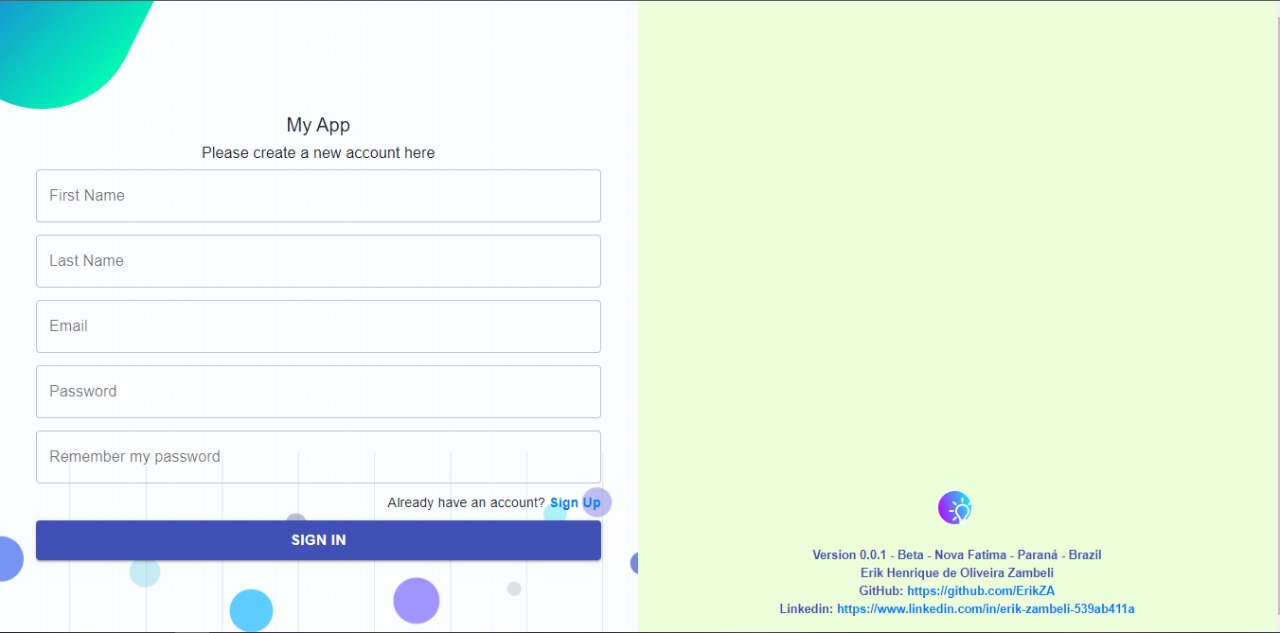 My App
Please create a new account here
First Name
Last Name
Email
Password
Remember my password
Already have an account? Sign Up
SIGN IN
Version 0.0.1 - Beta - Nova Fatima - Paraná - Brazil
Erik Henrique de Oliveira Zambeli
GitHub: https://github.com/ErikZA
Linkedin: https://www.linkedin.com/in/erik-zambeli-539ab411a